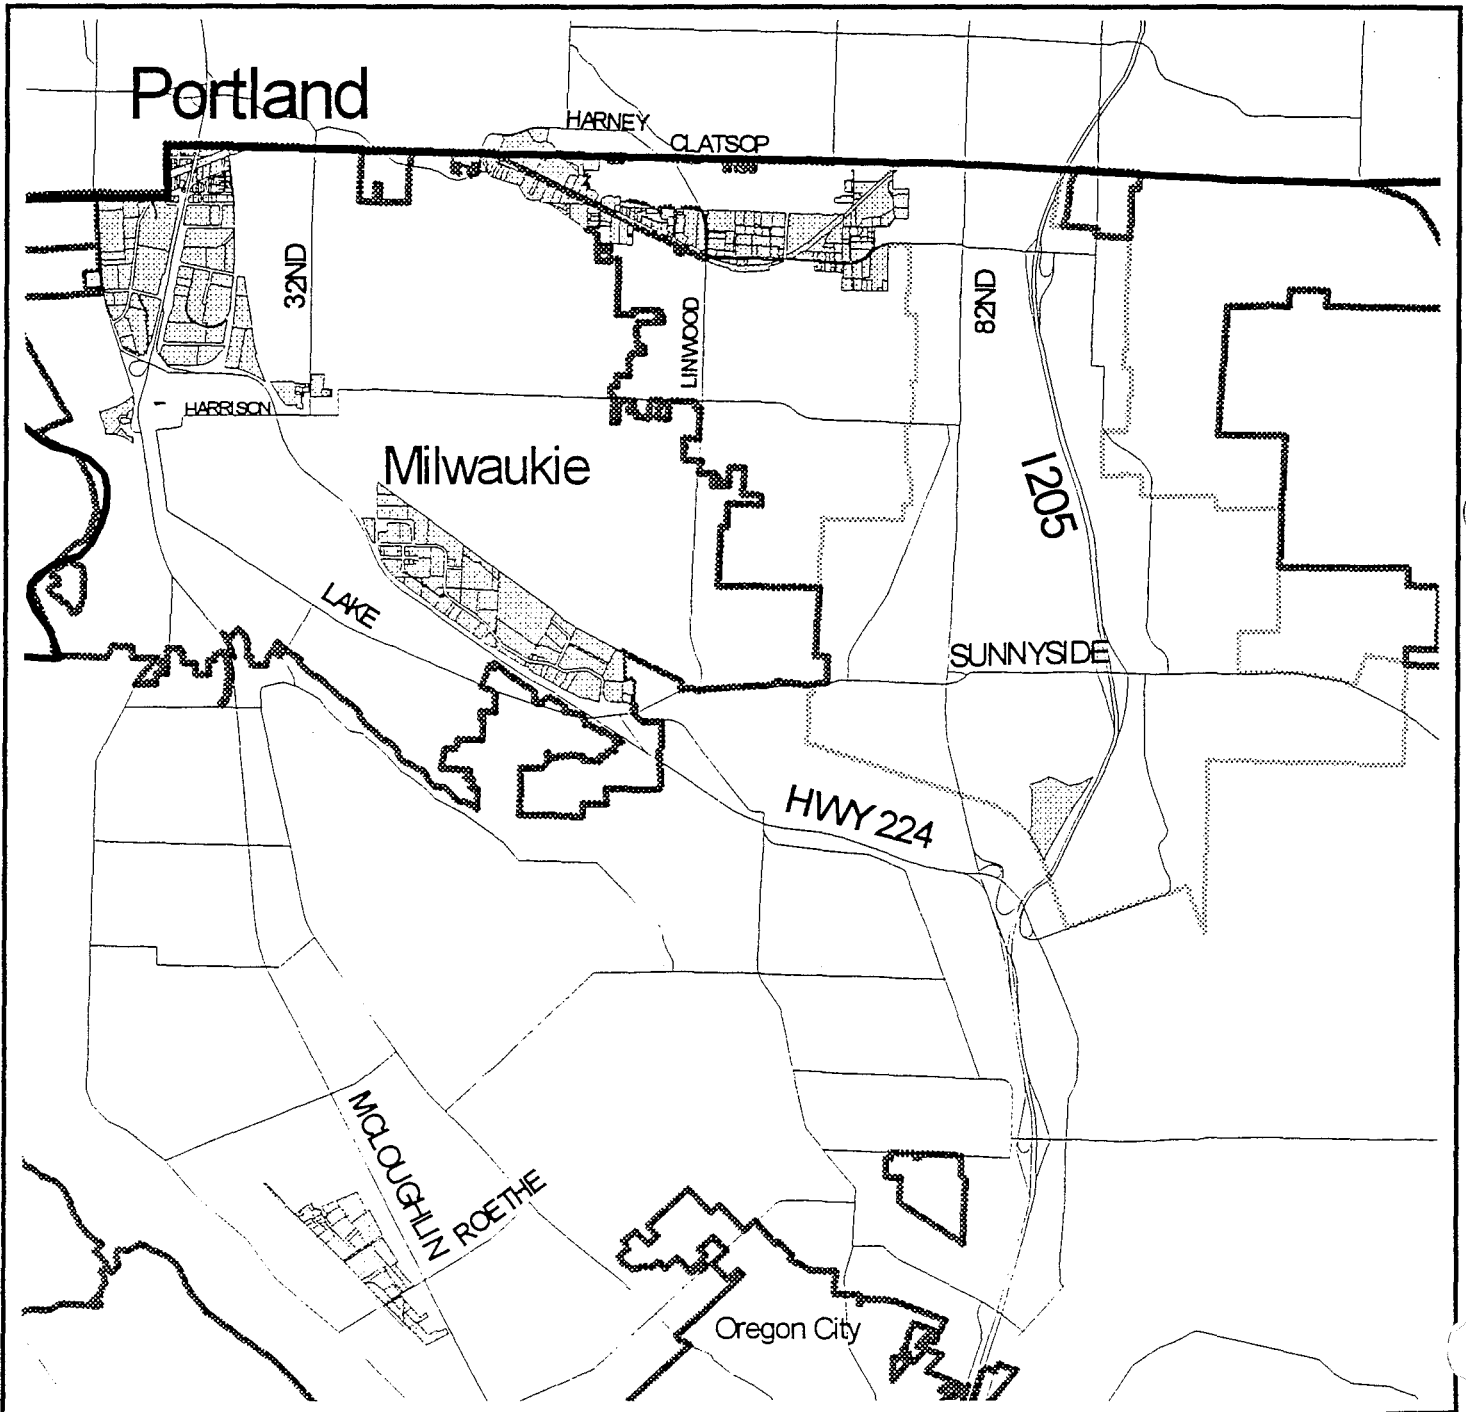 Portland
HARNEY
CLATSOP
32ND
LINWOOD
82ND
HARRISON
Milwaukie
I205
LAKE
SUNNYSIDE
HWY 224
MCLOUGHLIN
ROETHE
Oregon City